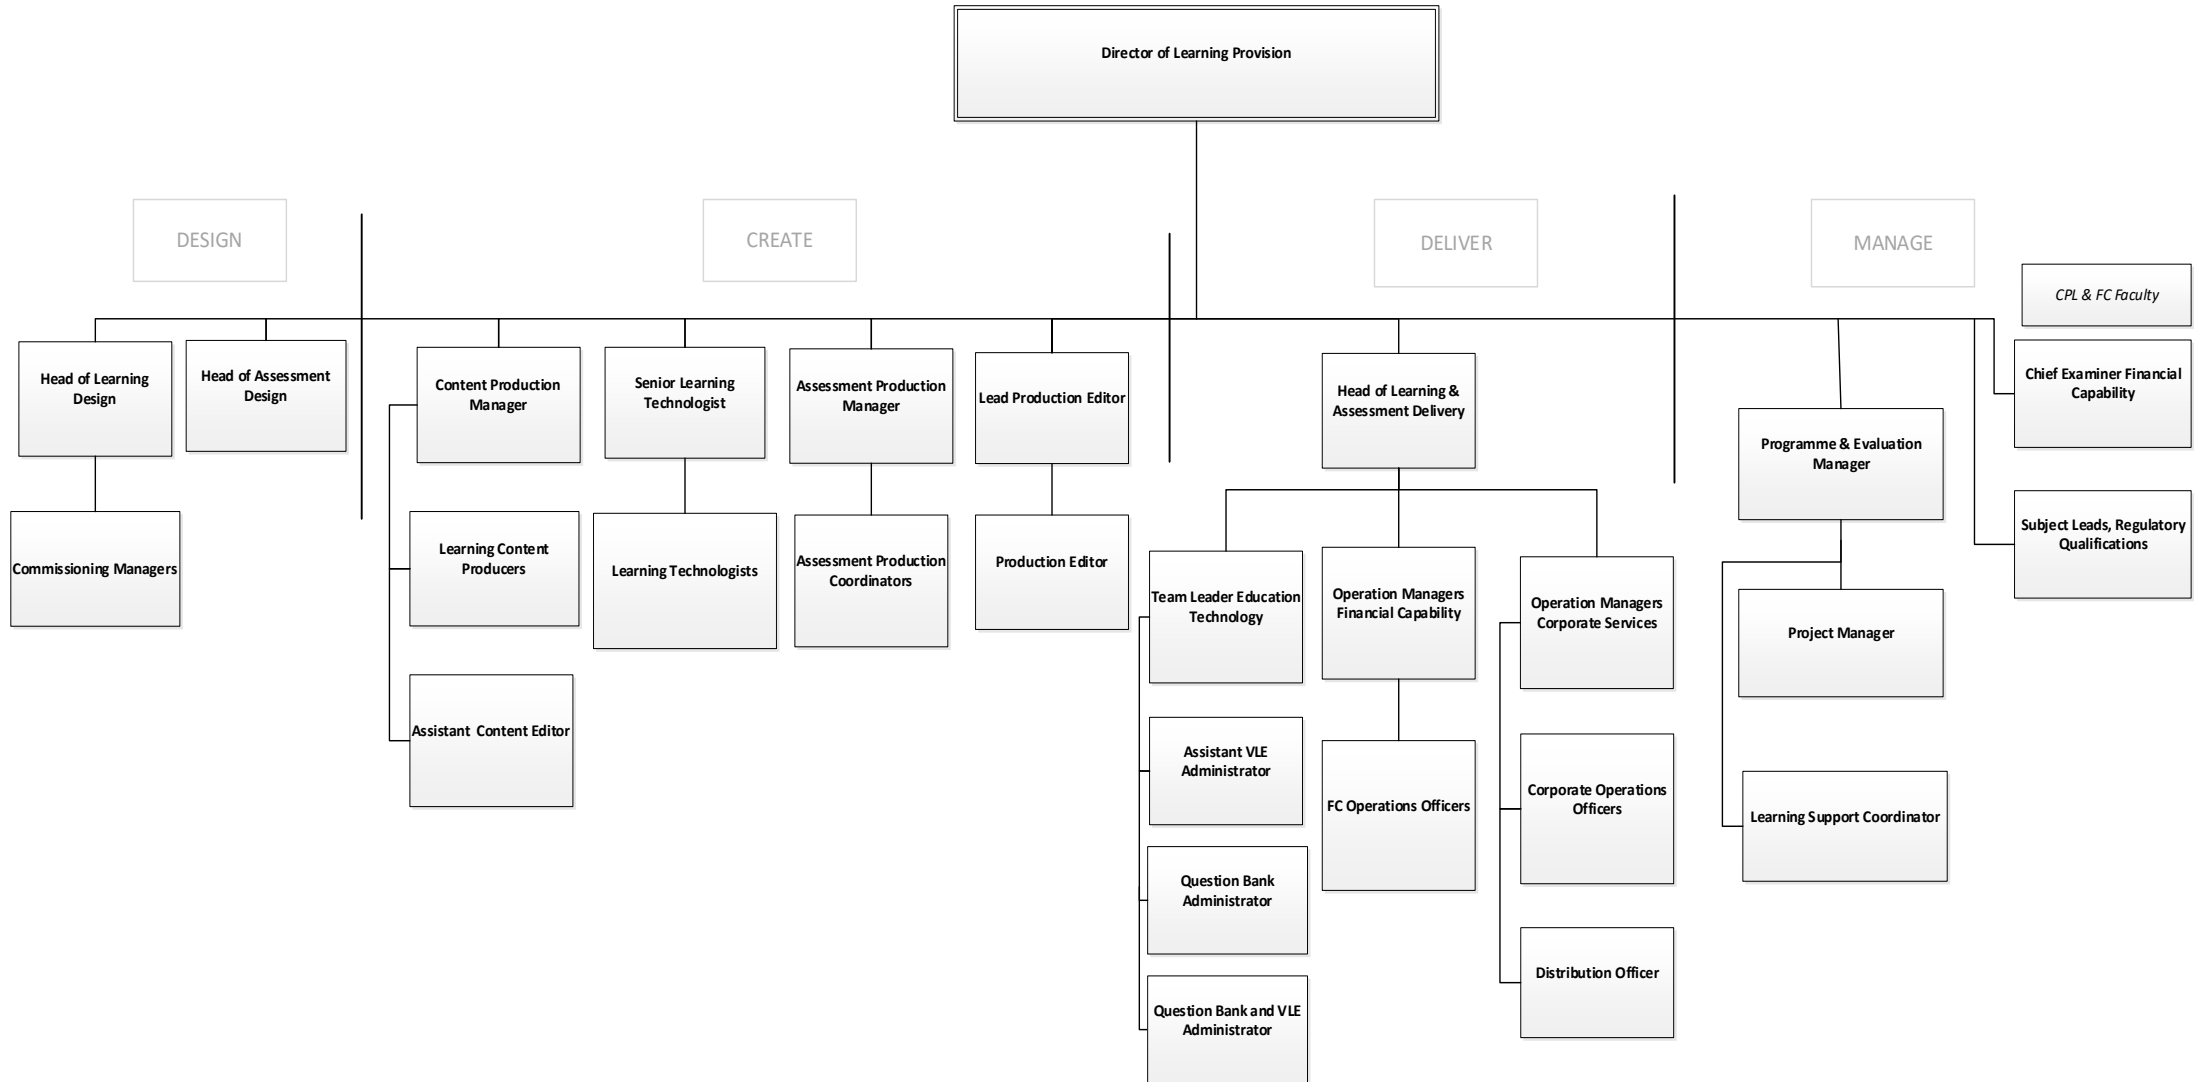 Director of Learning Provision
DESIGN
CREATE
DELIVER
MANAGE
CPL & FC Faculty
Head of Learning
Design
Head of Assessment
Design
Content Production
Manager
Senior Learning
Technologist
Assessment Production
Manager
Lead Production Editor
Head of Learning &
Assessment Delivery
Programme & Evaluation
Manager
Chief Examiner Financial
Capability
Subject Leads, Regulatory
Qualifications
Commissioning Managers
Learning Content
Producers
Assistant Content Editor
Learning Technologists
Assessment Production
Coordinators
Production Editor
Team Leader Education
Technology
Assistant VLE
Administrator
Question Bank
Administrator
Question Bank and VLE
Administrator
Operation Managers
Financial Capability
FC Operations Officers
Operation Managers
Corporate Services
Corporate Operations
Officers
Distribution Officer
Project Manager
Learning Support Coordinator